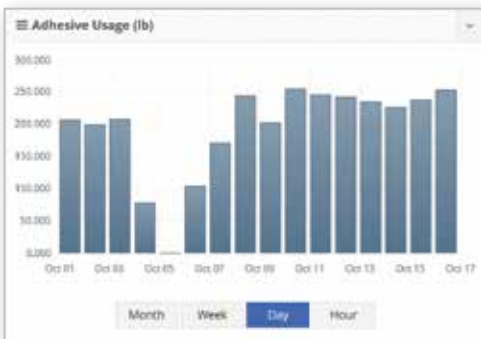 Adhesive Usage (lb)
300.000
250.000
200.000
150.000
100.000
50.000
0.000
Oct 01 Oct 03 Oct 05 Oct 07 Oct 09 Oct 11 Oct 13 Oct 15 Oct 17
Month Week Day Hour